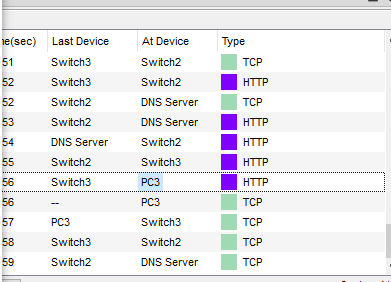 ne(sec) Last Device At Device Type
51 Switch3 Switch2 TCP
52 Switch3 Switch2 HTTP
52 Switch2 DNS Server TCP
53 Switch2 DNS Server HTTP
54 DNS Server Switch2 HTTP
55 Switch2 Switch3 HTTP
56 Switch3 PC3 HTTP
56 -- PC3 TCP
57 PC3 Switch3 TCP
58 Switch3 Switch2 TCP
59 Switch2 DNS Server TCP